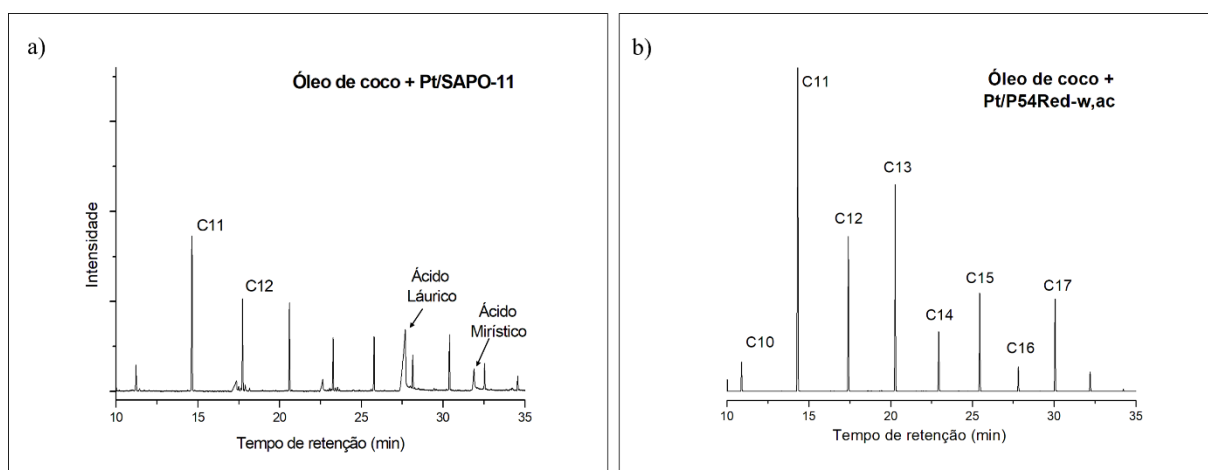 a)
Óleo de coco + Pt/SAPO-11
C11
C12
Ácido
Láurico
Ácido
Mirístico
Intensidade
10
15
20
25
30
35
Tempo de retenção (min)
b)
Óleo de coco +
Pt/P54Red-w,ac
C11
C13
C12
C15
C17
C14
C10
C16
10
15
20
25
30
35
Tempo de retenção (min)